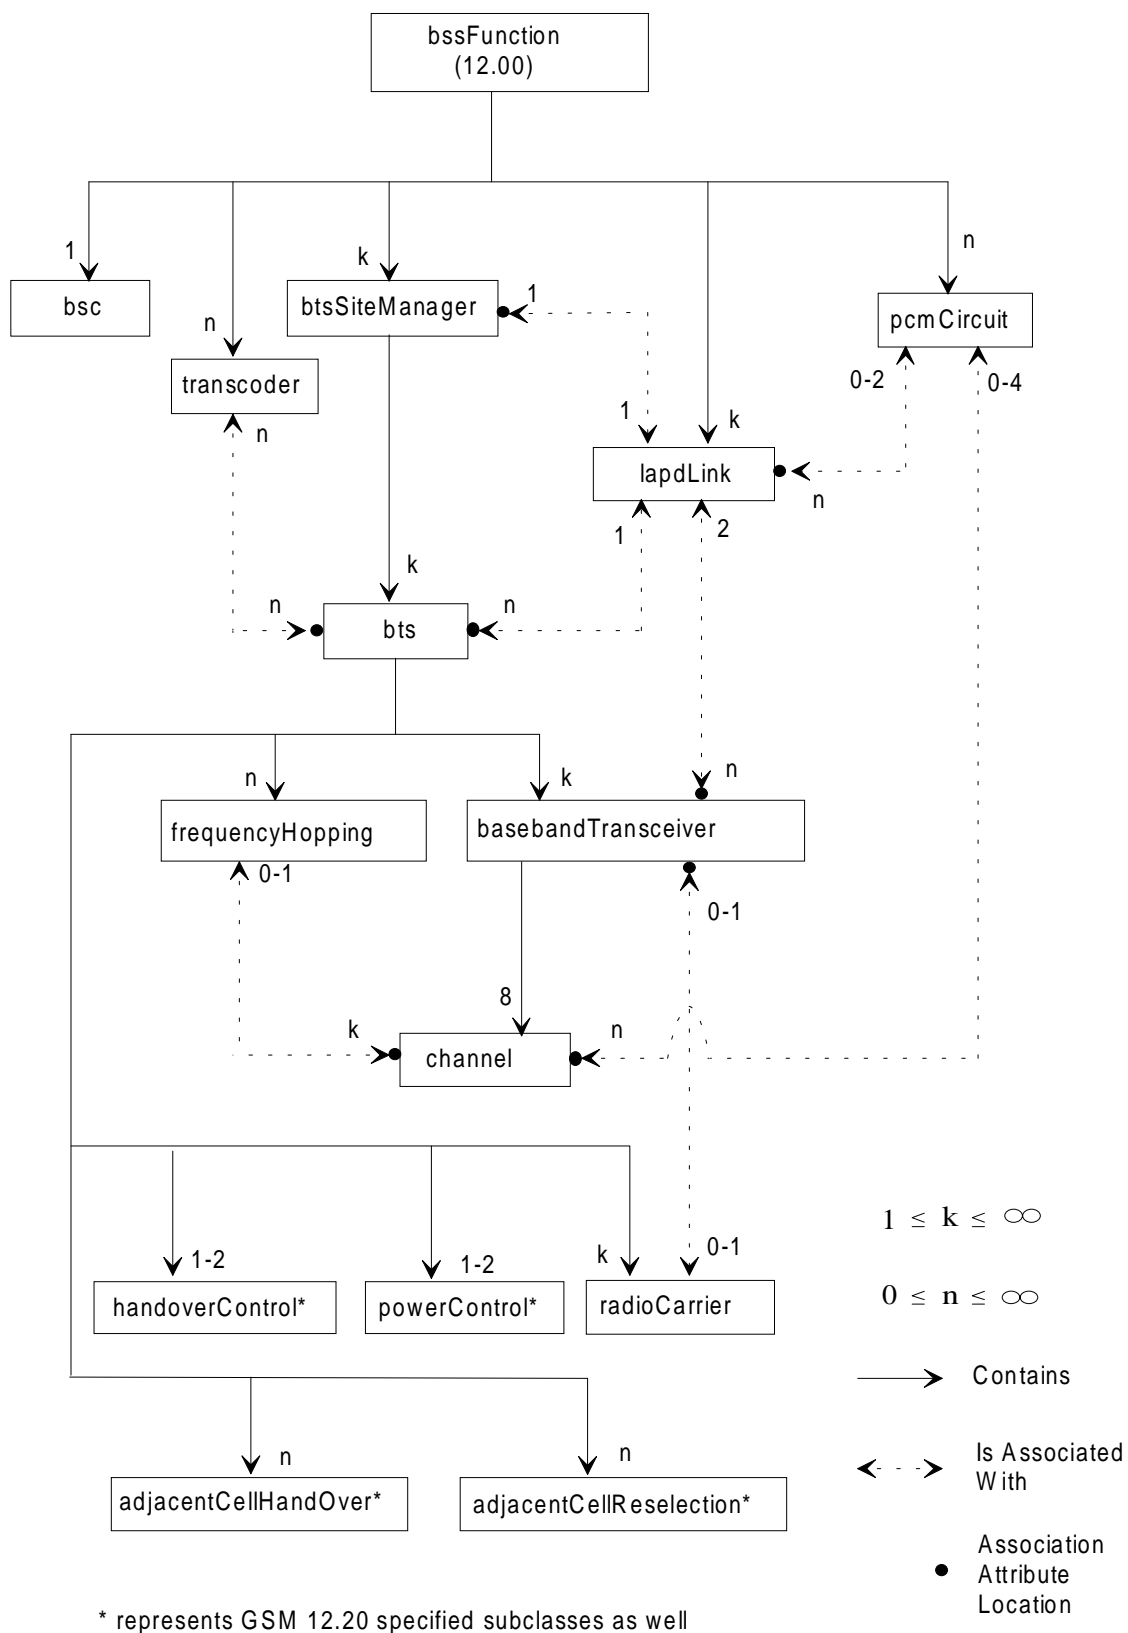 bssFunction
(12.00)
1
k
n
bsc
btsSiteManager
1
pcmCircuit
n
transcoder
0-2
0-4
n
1
k
lapdLink
n
1
2
k
n
n
bts
n
k
n
frequencyHopping
basebandTransceiver
0-1
0-1
8
k
n
channel
1 ≤ k ≤ ∞
1-2
1-2
k
0-1
handoverControl*
powerControl*
radioCarrier
0 ≤ n ≤ ∞
Contains
n
n
Is Associated
With
adjacentCellHandOver*
adjacentCellReselection*
Association
Attribute
Location
* represents GSM 12.20 specified subclasses as well